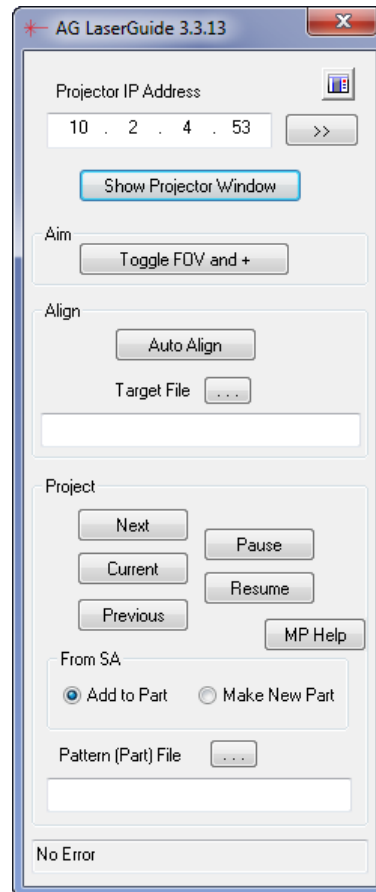 AG LaserGuide 3.3.13
Projector IP Address
10 . 2 . 4 . 53
>>
Show Projector Window
Aim
Toggle FOV and +
Align
Auto Align
Target File ...
Project
Next
Pause
Current
Resume
Previous
MP Help
From SA
Add to Part Make New Part
Pattern (Part) File ...
No Error